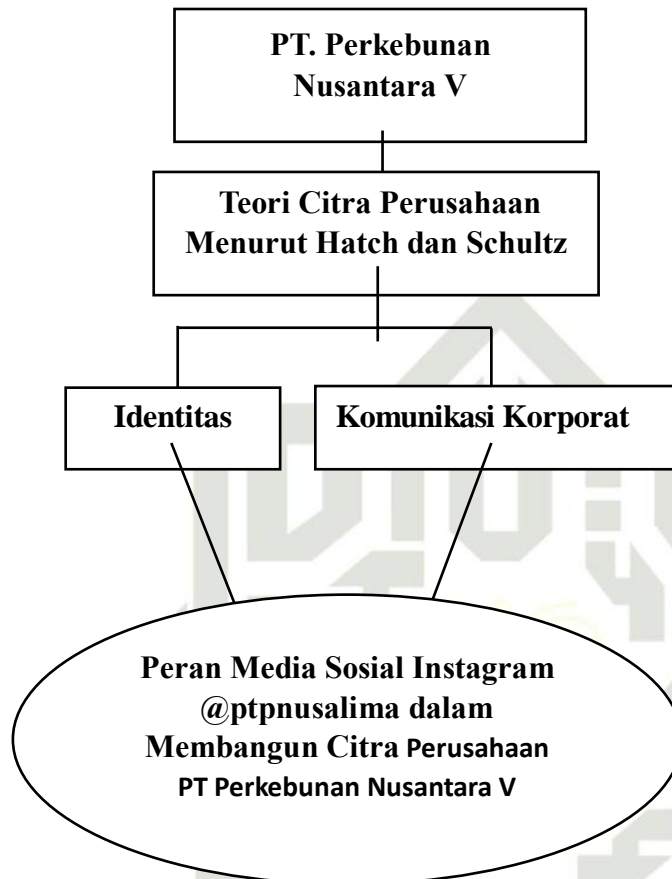 PT. Perkebunan
Nusantara V
Teori Citra Perusahaan
Menurut Hatch dan Schultz
Identitas
Komunikasi Korporat
Peran Media Sosial Instagram
@ptpnusalima dalam
Membangun Citra Perusahaan
PT Perkebunan Nusantara V